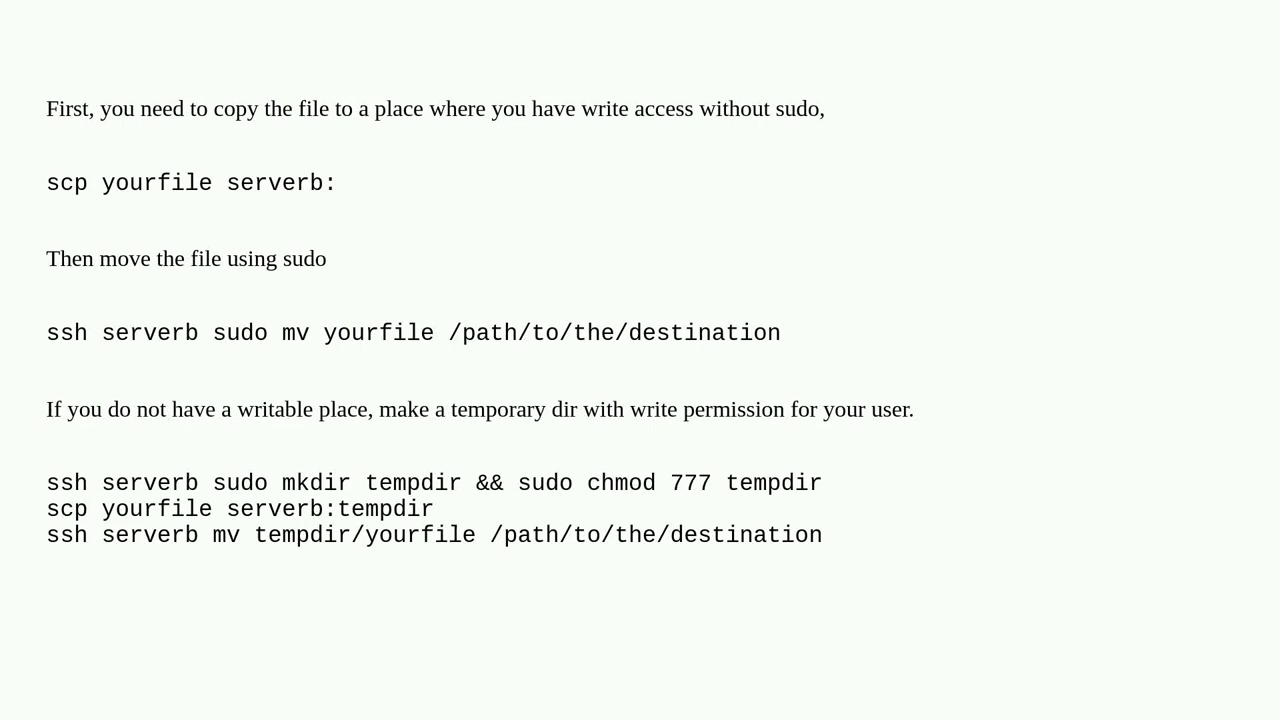 First, you need to copy the file to a place where you have write access without sudo,
scp yourfile serverb:
Then move the file using sudo
ssh serverb sudo mv yourfile /path/to/the/destination
If you do not have a writable place, make a temporary dir with write permission for your user.
ssh serverb sudo mkdir tempdir && sudo chmod 777 tempdir
scp yourfile serverb:tempdir
ssh serverb mv tempdir/yourfile /path/to/the/destination